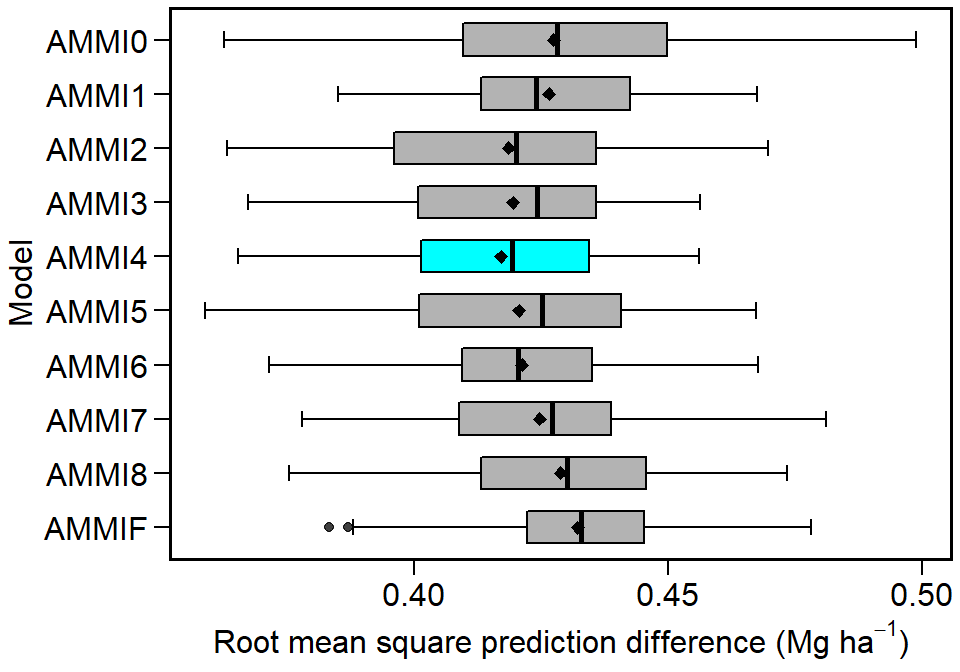 Model
AMMI0
AMMI1
AMMI2
AMMI3
AMMI4
AMMI5
AMMI6
AMMI7
AMMI8
AMMIF
0.40 0.45 0.50
Root mean square prediction difference (Mg ha⁻¹)